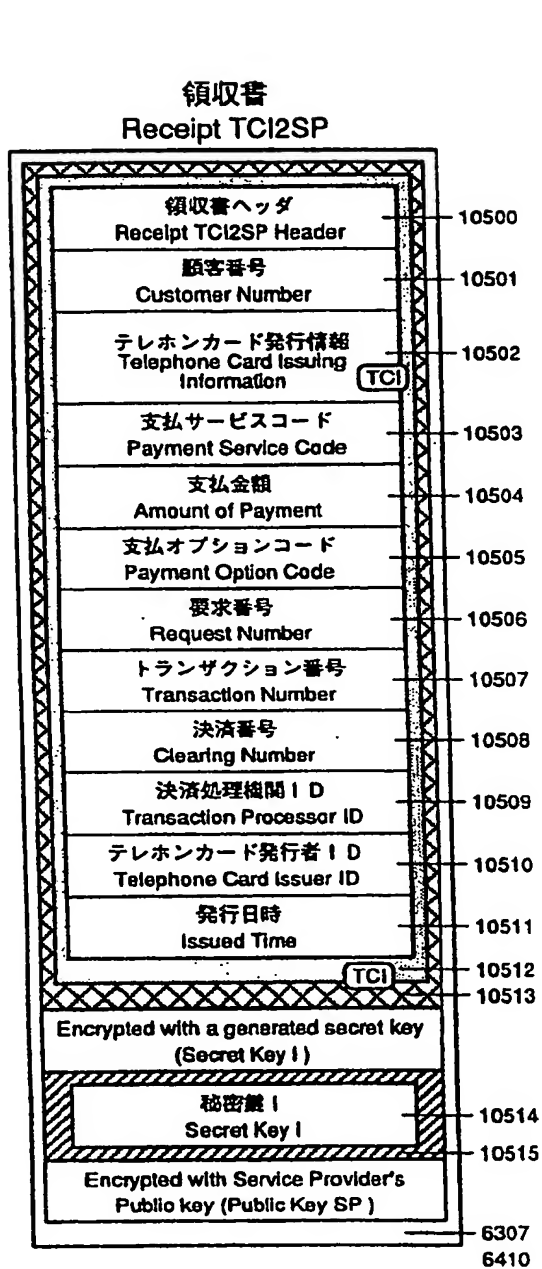 領収書
Receipt TCI2SP
領収書ヘッダ
Receipt TCI2SP Header
10500
顧客番号
Customer Number
10501
テレホンカード発行情報
Telephone Card Issuing
Information
TCI
10502
支払サービスコード
Payment Service Code
10503
支払金額
Amount of Payment
10504
支払オプションコード
Payment Option Code
10505
要求番号
Request Number
10506
トランザクション番号
Transaction Number
10507
決済番号
Clearing Number
10508
決済処理機関ID
Transaction Processor ID
10509
テレホンカード発行者ID
Telephone Card Issuer ID
10510
発行日時
Issued Time
10511
TCI
10512
10513
Encrypted with a generated secret key
(Secret Key I)
秘密鍵 I
Secret Key I
10514
10515
Encrypted with Service Provider's
Public key (Public Key SP)
6307
6410